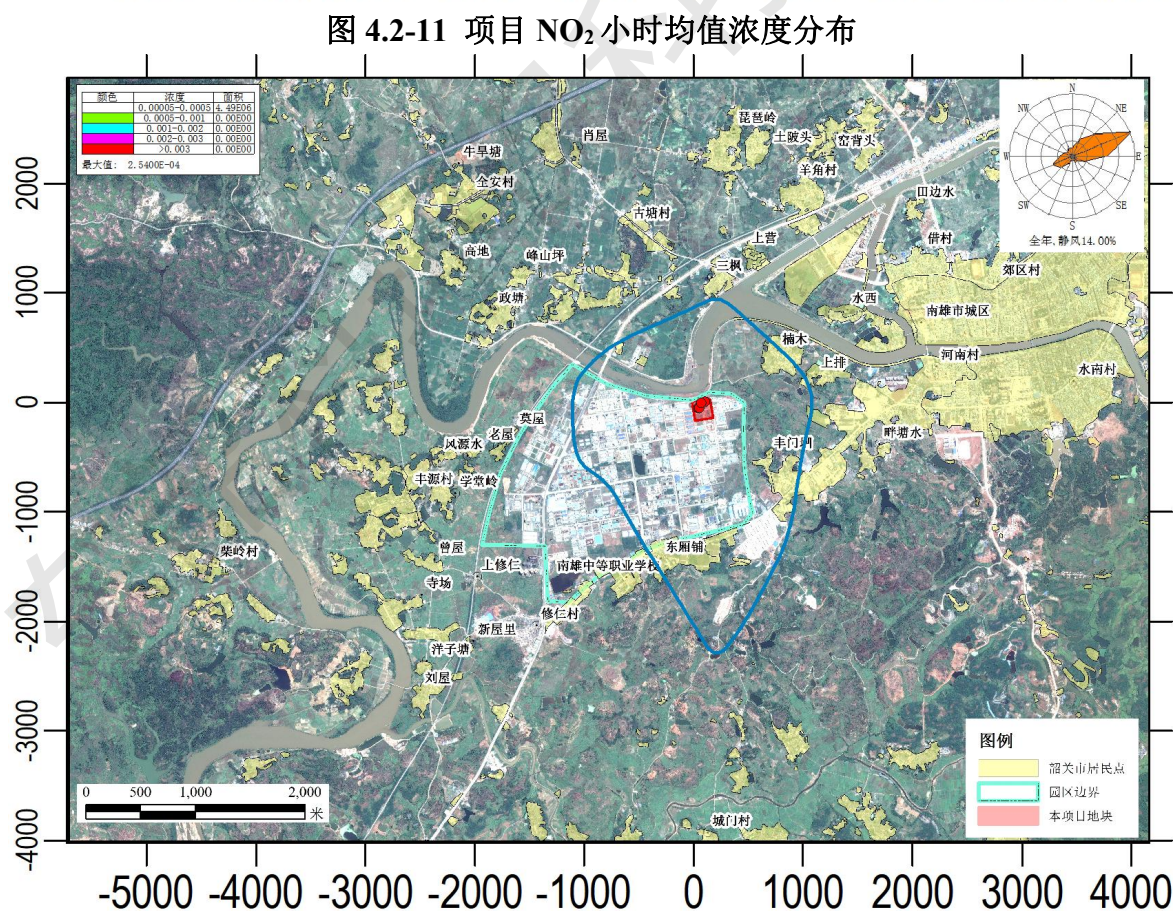 图 4.2-11 项目 NO₂小时均值浓度分布
颜色 浓度 面积
0.00005-0.0005 4.49E06
0.0005-0.001 0.00E00
0.001-0.002 0.00E00
0.002-0.003 0.00E00
>0.003 0.00E00
最大值: 2.5400E-04
N
NW NE
W E
SW SE
S
全年,静风14.00%
肖屋
琵琶岭
土陂头
窑背头
牛旱塘
羊角村
全安村
田边水
古塘村
上营
借村
高地
峰山坪
三枫
郊区村
政塘
水西
南雄市城区
楠木
上排
河南村
水南村
莫屋
老屋
风源水
丰门坳
畔塘水
丰源村
学堂岭
柴岭村
曾屋
东厢铺
上修仁
南雄中等职业学校
寺场
修仁村
新屋里
洋子塘
刘屋
城门村
图例
韶关市居民点
园区边界
本项目地块
0 500 1,000 2,000
米
2000
1000
0
-1000
-2000
-3000
-4000
-5000 -4000 -3000 -2000 -1000 0 1000 2000 3000 4000